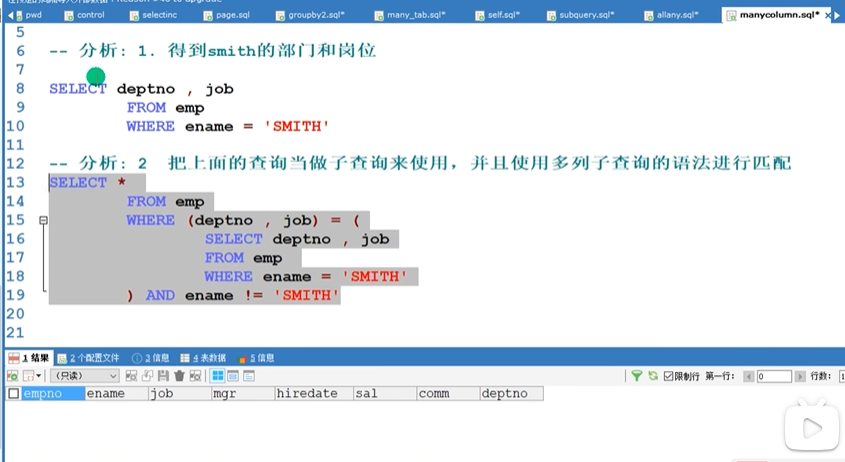 pwd control selectinc page.sql groupby2.sql* many_tab.sql* self.sql* subquery.sql* allany.sql* manycolumn.sql*
5
6 -- 分析: 1. 得到smith的部门和岗位
7
8 SELECT deptno , job
9 FROM emp
10 WHERE ename = 'SMITH'
11
12 -- 分析: 2 把上面的查询当做子查询来使用，并且使用多列子查询的语法进行匹配
13 SELECT *
14 FROM emp
15 WHERE (deptno , job) = (
16 SELECT deptno , job
17 FROM emp
18 WHERE ename = 'SMITH'
19 ) AND ename != 'SMITH'
20
21
1 结果 2 个配置文件 3 信息 4 表数据 5 信息
(只读) 限制行 第一行: 0 行数: 1
empno ename job mgr hiredate sal comm deptno